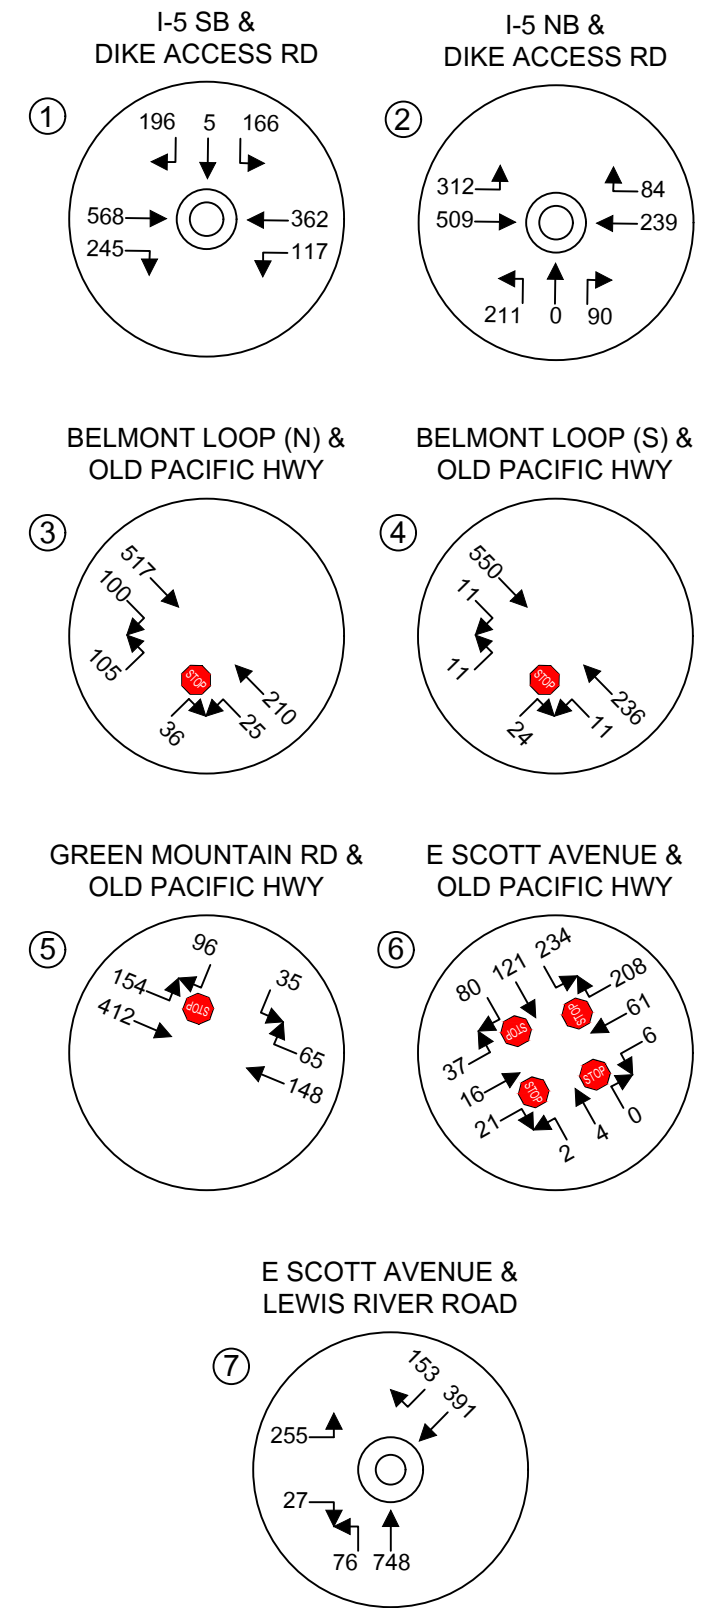 I-5 SB &
DIKE ACCESS RD
1
196 5 166
568 362
245 117
I-5 NB &
DIKE ACCESS RD
2
312 84
509 239
211 0 90
BELMONT LOOP (N) &
OLD PACIFIC HWY
3
517
100
105
STOP
36
25
210
BELMONT LOOP (S) &
OLD PACIFIC HWY
4
550
11
11
STOP
24
11
236
GREEN MOUNTAIN RD &
OLD PACIFIC HWY
5
96
154
412
STOP
35
65
148
E SCOTT AVENUE &
OLD PACIFIC HWY
6
80
121
234
208
61
6
STOP
STOP
STOP
STOP
37
16
21
2
4
0
E SCOTT AVENUE &
LEWIS RIVER ROAD
7
153
391
255
27
76 748